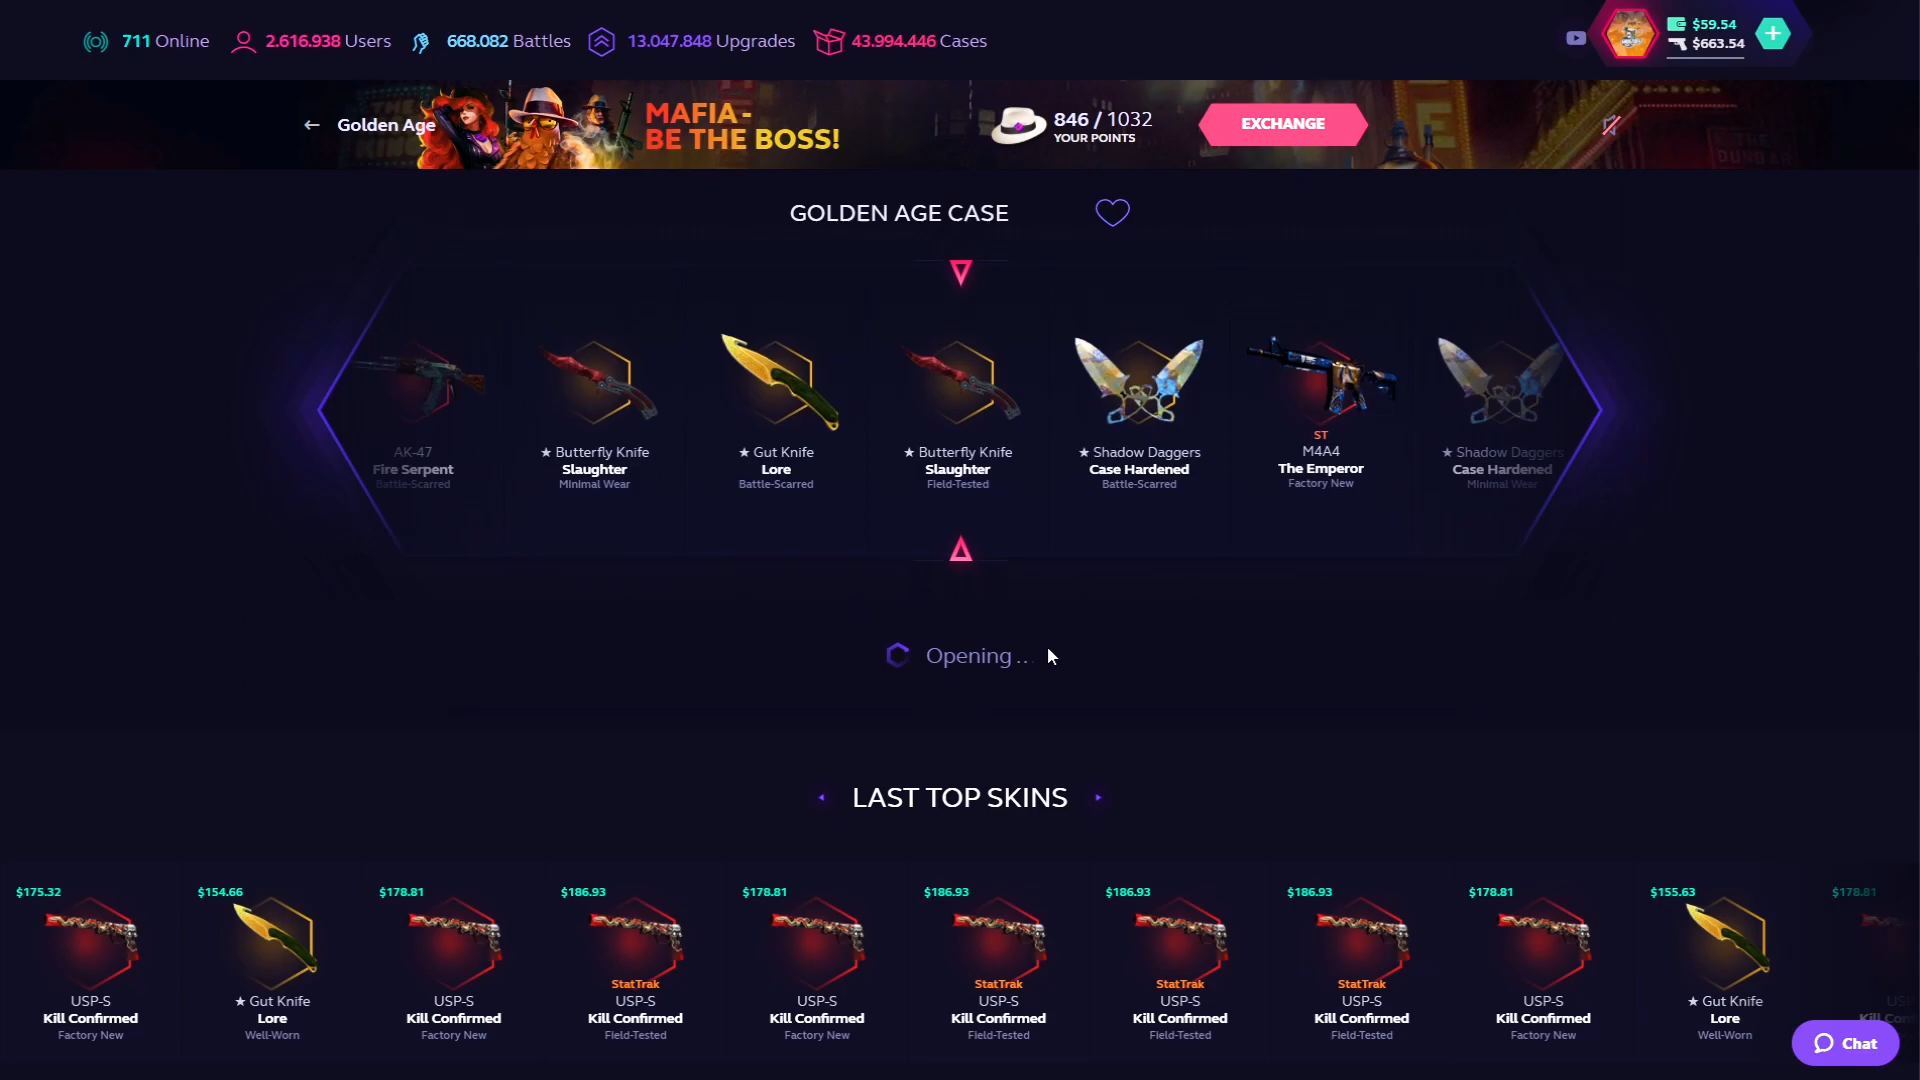 711 Online
2.616.938 Users
668.082 Battles
13.047.848 Upgrades
43.994.446 Cases
$59.54
$663.54
← Golden Age
MAFIA -
BE THE BOSS!
846 / 1032
YOUR POINTS
EXCHANGE
GOLDEN AGE CASE
AK-47
Fire Serpent
Battle-Scarred
★ Butterfly Knife
Slaughter
Minimal Wear
★ Gut Knife
Lore
Battle-Scarred
★ Butterfly Knife
Slaughter
Field-Tested
★ Shadow Daggers
Case Hardened
Battle-Scarred
ST
M4A4
The Emperor
Factory New
★ Shadow Daggers
Case Hardened
Minimal Wear
Opening ...
LAST TOP SKINS
$175.32
USP-S
Kill Confirmed
Factory New
$154.66
★ Gut Knife
Lore
Well-Worn
$178.81
USP-S
Kill Confirmed
Factory New
$186.93
StatTrak
USP-S
Kill Confirmed
Field-Tested
$178.81
USP-S
Kill Confirmed
Factory New
$186.93
StatTrak
USP-S
Kill Confirmed
Field-Tested
$186.93
StatTrak
USP-S
Kill Confirmed
Field-Tested
$186.93
StatTrak
USP-S
Kill Confirmed
Field-Tested
$178.81
USP-S
Kill Confirmed
Factory New
$155.63
★ Gut Knife
Lore
Well-Worn
$178.81
Chat